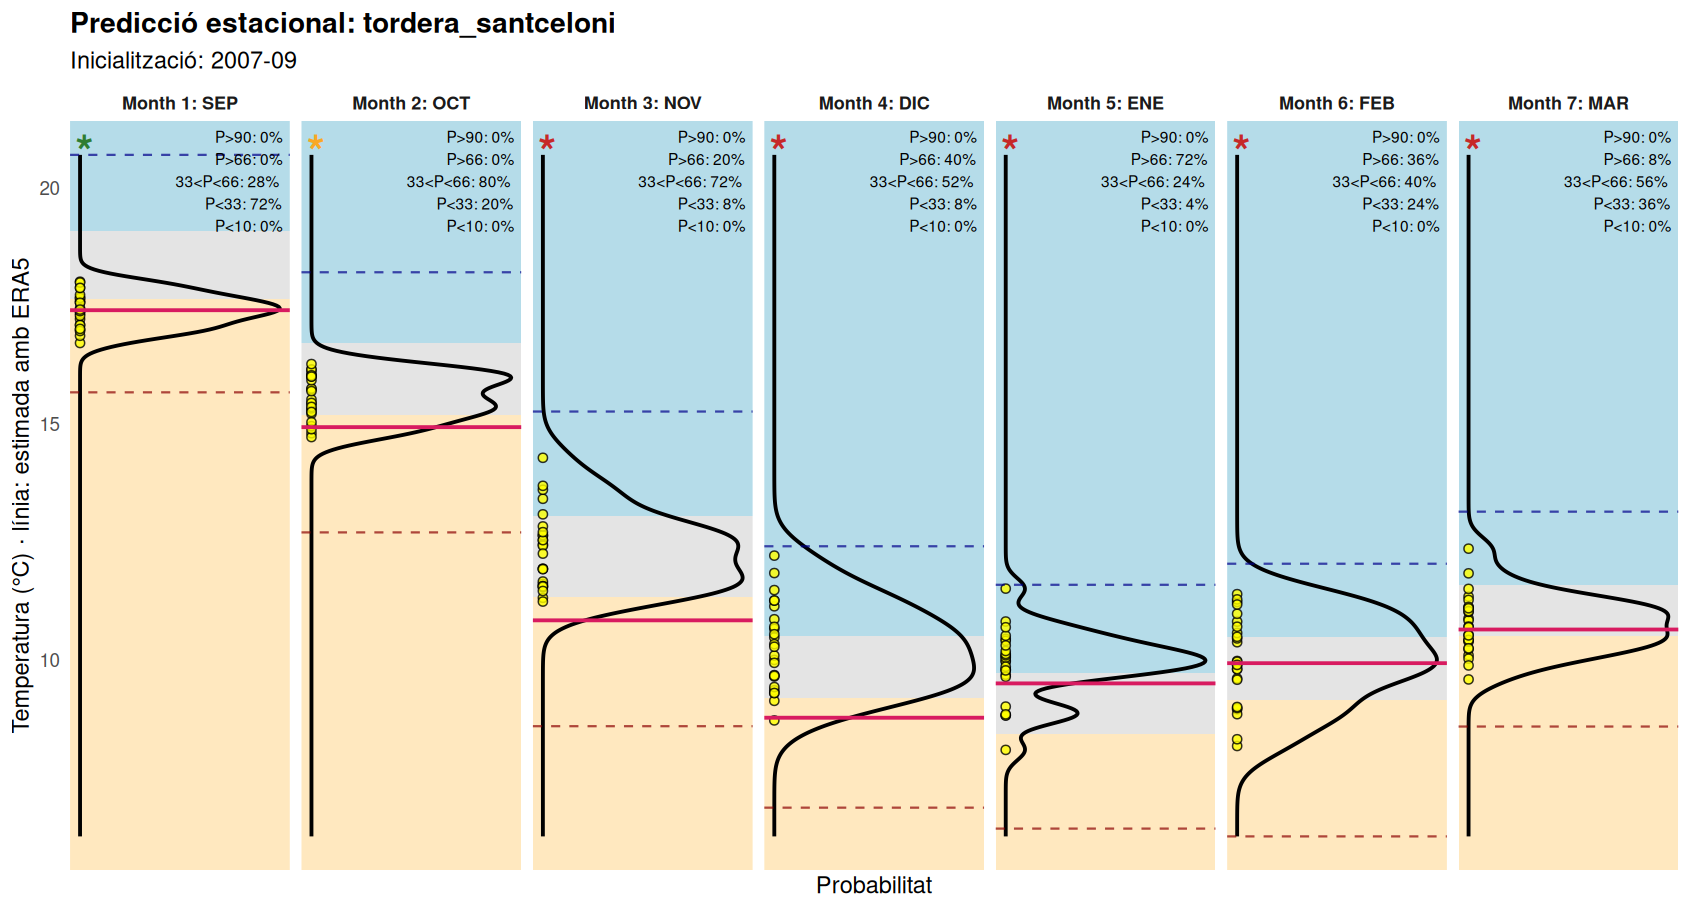 Predicció estacional: tordera_santceloni
Inicialització: 2007-09
Month 1: SEP
Month 2: OCT
Month 3: NOV
Month 4: DIC
Month 5: ENE
Month 6: FEB
Month 7: MAR
*
P>90: 0%
P>66: 0%
33<P<66: 28%
P<33: 72%
P<10: 0%
*
P>90: 0%
P>66: 0%
33<P<66: 80%
P<33: 20%
P<10: 0%
*
P>90: 0%
P>66: 20%
33<P<66: 72%
P<33: 8%
P<10: 0%
*
P>90: 0%
P>66: 40%
33<P<66: 52%
P<33: 8%
P<10: 0%
*
P>90: 0%
P>66: 72%
33<P<66: 24%
P<33: 4%
P<10: 0%
*
P>90: 0%
P>66: 36%
33<P<66: 40%
P<33: 24%
P<10: 0%
*
P>90: 0%
P>66: 8%
33<P<66: 56%
P<33: 36%
P<10: 0%
20
15
10
Temperatura (°C) · línia: estimada amb ERA5
Probabilitat